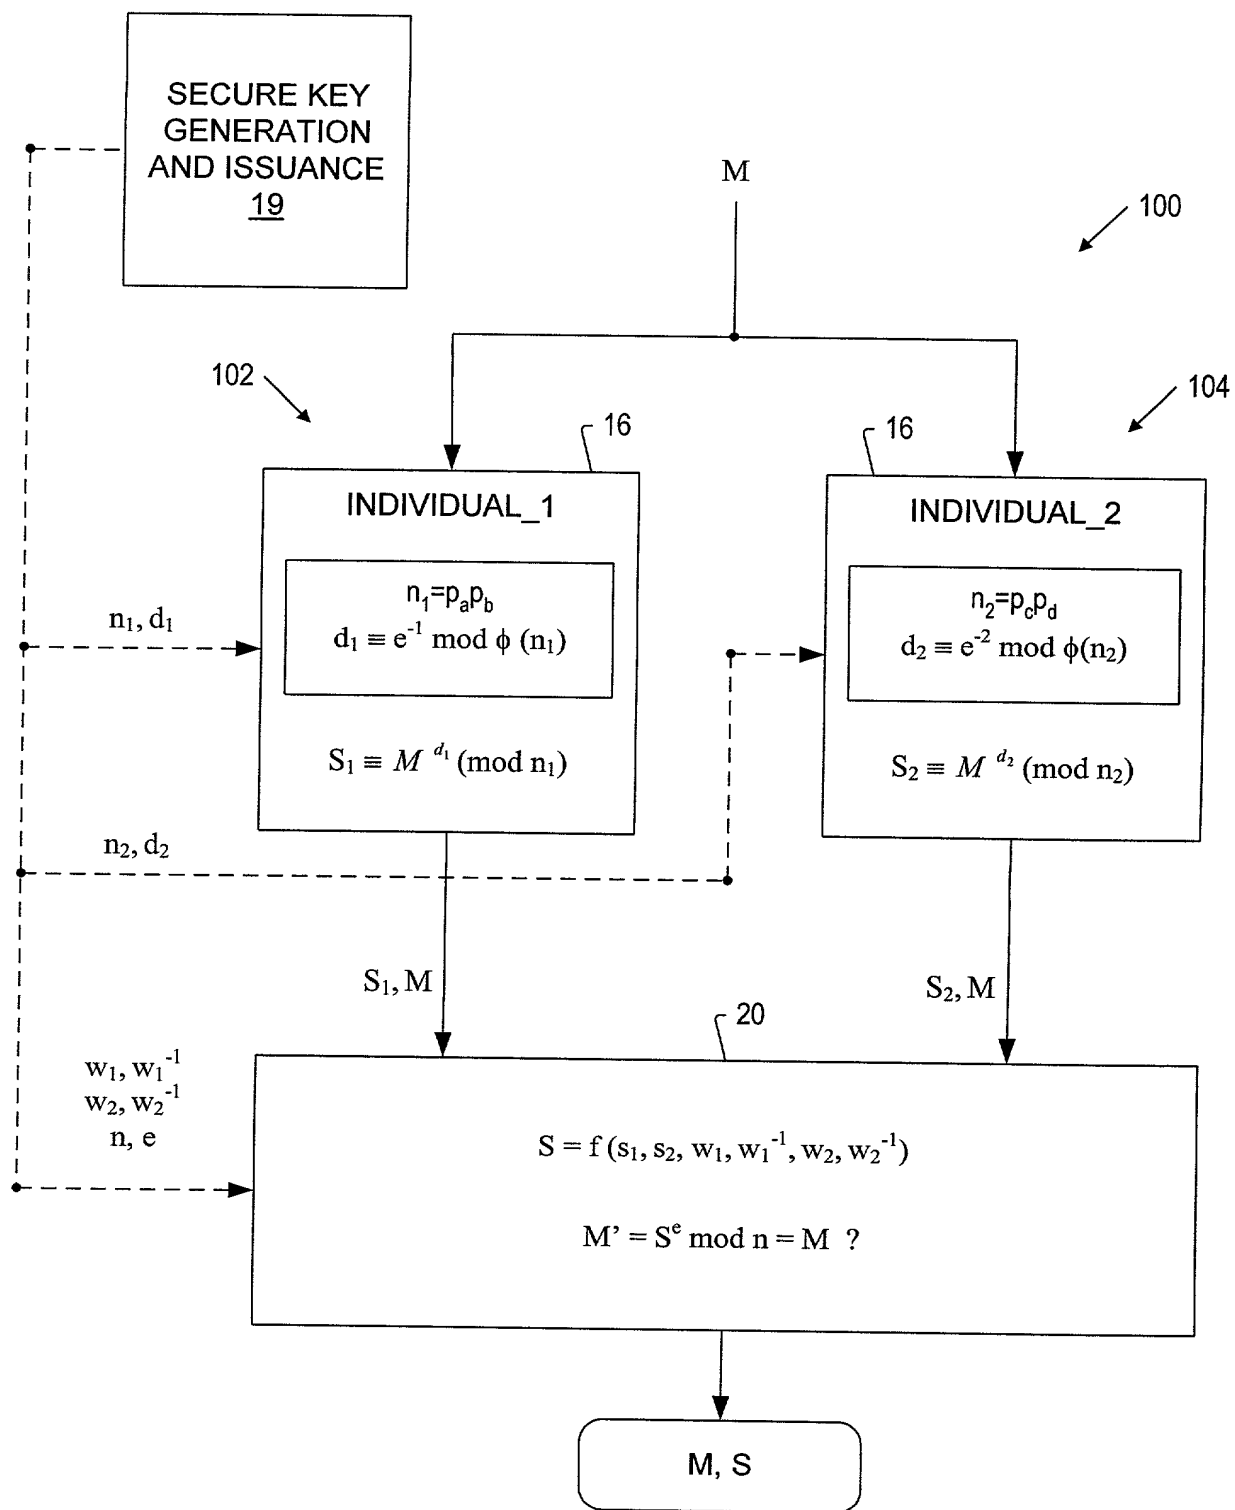 SECURE KEY
GENERATION
AND ISSUANCE
19
M
100
102
104
16
16
INDIVIDUAL_1
n₁=pₐp_b
d₁ ≡ e⁻¹ mod ϕ (n₁)
S₁ ≡ M ^d₁ (mod n₁)
INDIVIDUAL_2
n₂=p_cp_d
d₂ ≡ e⁻² mod ϕ(n₂)
S₂ ≡ M ^d₂ (mod n₂)
n₁, d₁
n₂, d₂
S₁, M
S₂, M
20
w₁, w₁⁻¹
w₂, w₂⁻¹
n, e
S = f (s₁, s₂, w₁, w₁⁻¹, w₂, w₂⁻¹)
M’ = Sᵉ mod n = M ?
M, S